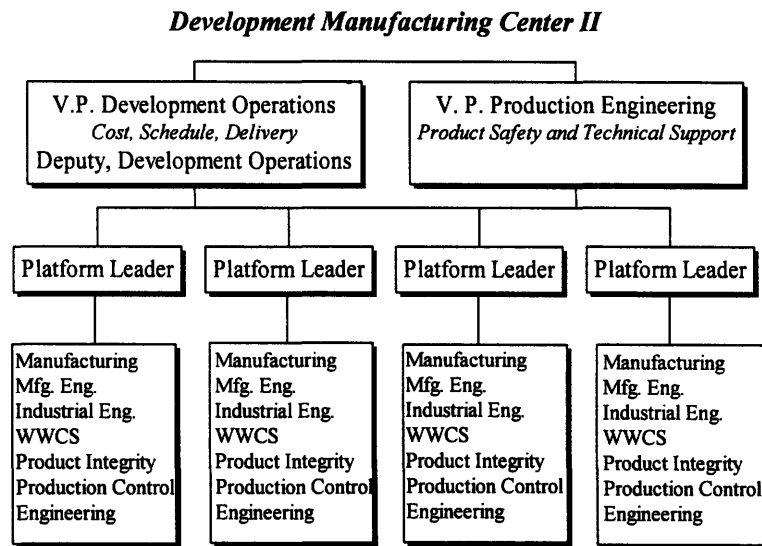 Development Manufacturing Center II
V.P. Development Operations
Cost, Schedule, Delivery
Deputy, Development Operations
V. P. Production Engineering
Product Safety and Technical Support
Platform Leader
Platform Leader
Platform Leader
Platform Leader
Manufacturing
Mfg. Eng.
Industrial Eng.
WWCS
Product Integrity
Production Control
Engineering
Manufacturing
Mfg. Eng.
Industrial Eng.
WWCS
Product Integrity
Production Control
Engineering
Manufacturing
Mfg. Eng.
Industrial Eng.
WWCS
Product Integrity
Production Control
Engineering
Manufacturing
Mfg. Eng.
Industrial Eng.
WWCS
Product Integrity
Production Control
Engineering